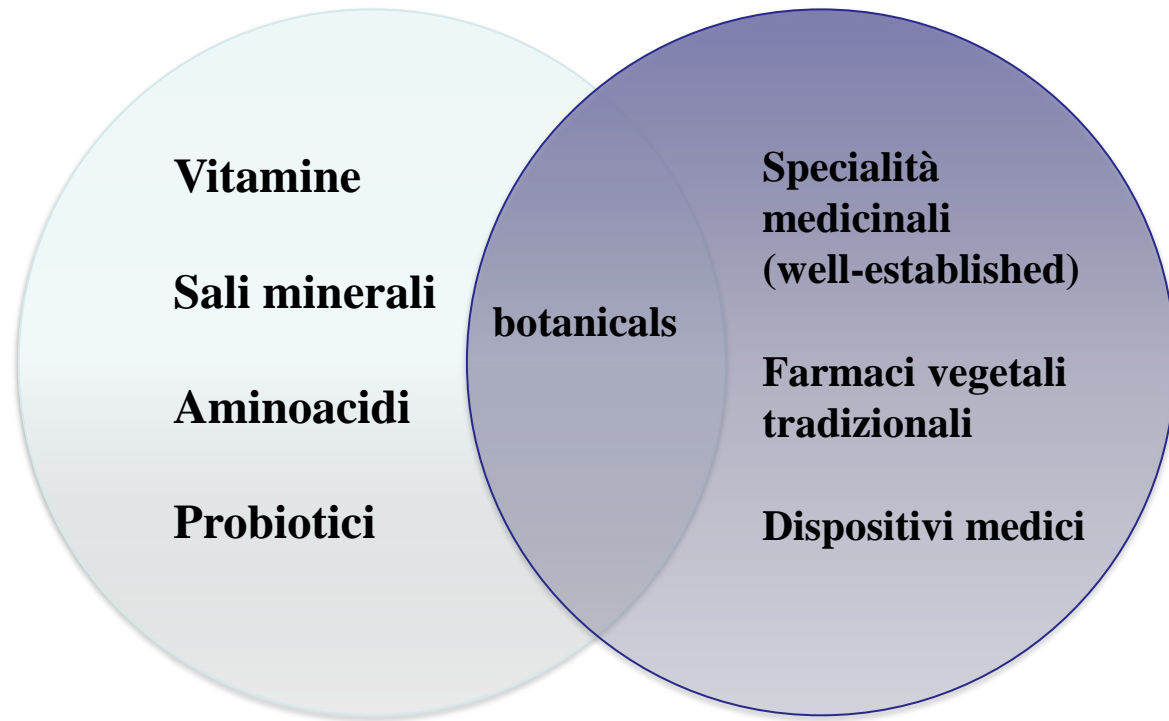 Vitamine
Sali minerali
Aminoacidi
Probiotici
botanicals
Specialità
medicinali
(well-established)
Farmaci vegetali
tradizionali
Dispositivi medici